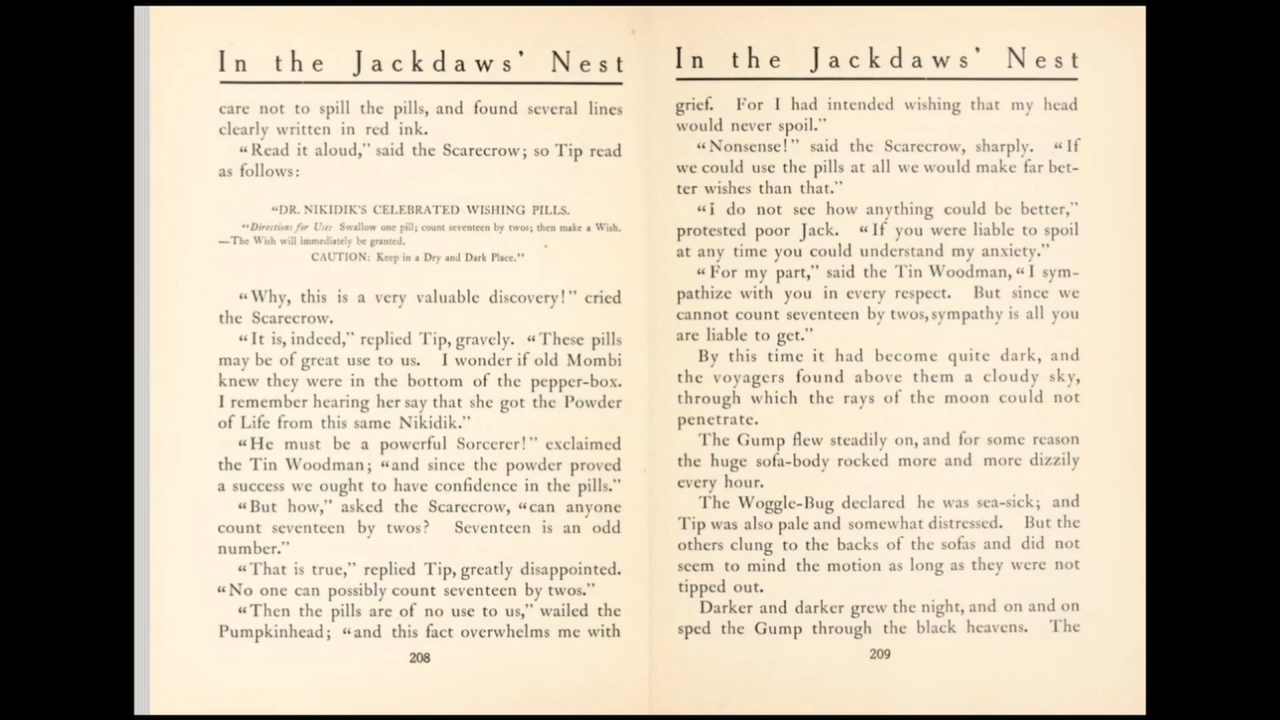 In the Jackdaws' Nest
care not to spill the pills, and found several lines
clearly written in red ink.
“Read it aloud,” said the Scarecrow; so Tip read
as follows:
“DR. NIKIDIK'S CELEBRATED WISHING PILLS.
“Directions for Use: Swallow one pill; count seventeen by twos; then make a Wish.
—The Wish will immediately be granted.
CAUTION: Keep in a Dry and Dark Place.”
“Why, this is a very valuable discovery!” cried
the Scarecrow.
“It is, indeed,” replied Tip, gravely. “These pills
may be of great use to us. I wonder if old Mombi
knew they were in the bottom of the pepper-box.
I remember hearing her say that she got the Powder
of Life from this same Nikidik.”
“He must be a powerful Sorcerer!” exclaimed
the Tin Woodman; “and since the powder proved
a success we ought to have confidence in the pills.”
“But how,” asked the Scarecrow, “can anyone
count seventeen by twos? Seventeen is an odd
number.”
“That is true,” replied Tip, greatly disappointed.
“No one can possibly count seventeen by twos.”
“Then the pills are of no use to us,” wailed the
Pumpkinhead; “and this fact overwhelms me with
208
In the Jackdaws' Nest
grief. For I had intended wishing that my head
would never spoil.”
“Nonsense!” said the Scarecrow, sharply. “If
we could use the pills at all we would make far bet-
ter wishes than that.”
“I do not see how anything could be better,”
protested poor Jack. “If you were liable to spoil
at any time you could understand my anxiety.”
“For my part,” said the Tin Woodman, “I sym-
pathize with you in every respect. But since we
cannot count seventeen by twos, sympathy is all you
are liable to get.”
By this time it had become quite dark, and
the voyagers found above them a cloudy sky,
through which the rays of the moon could not
penetrate.
The Gump flew steadily on, and for some reason
the huge sofa-body rocked more and more dizzily
every hour.
The Woggle-Bug declared he was sea-sick; and
Tip was also pale and somewhat distressed. But the
others clung to the backs of the sofas and did not
seem to mind the motion as long as they were not
tipped out.
Darker and darker grew the night, and on and on
sped the Gump through the black heavens. The
209